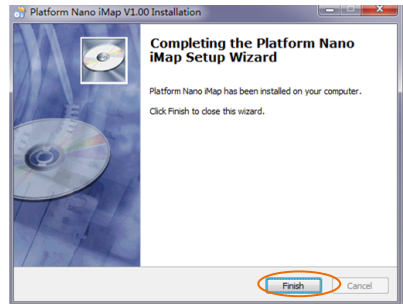 Platform Nano iMap V1.00 Installation
Completing the Platform Nano
iMap Setup Wizard
Platform Nano iMap has been installed on your computer.
Click Finish to close this wizard.
Finish
Cancel